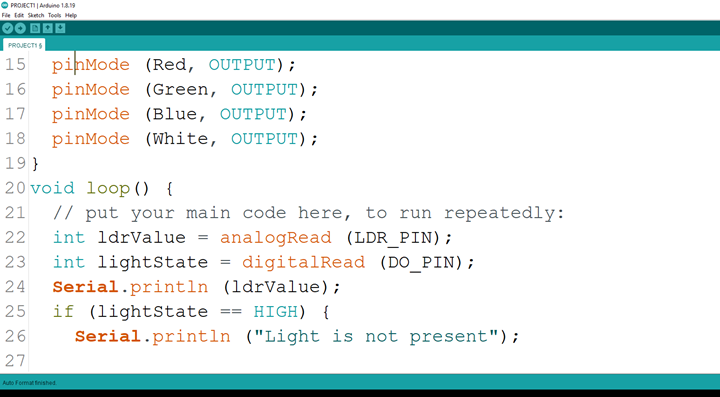 PROJECT1 | Arduino 1.8.19
File Edit Sketch Tools Help
PROJECT1 §
15 pinMode (Red, OUTPUT);
16 pinMode (Green, OUTPUT);
17 pinMode (Blue, OUTPUT);
18 pinMode (White, OUTPUT);
19 }
20 void loop() {
21 // put your main code here, to run repeatedly:
22 int ldrValue = analogRead (LDR_PIN);
23 int lightState = digitalRead (DO_PIN);
24 Serial.println (ldrValue);
25 if (lightState == HIGH) {
26 Serial.println ("Light is not present");
27
Auto Format finished.